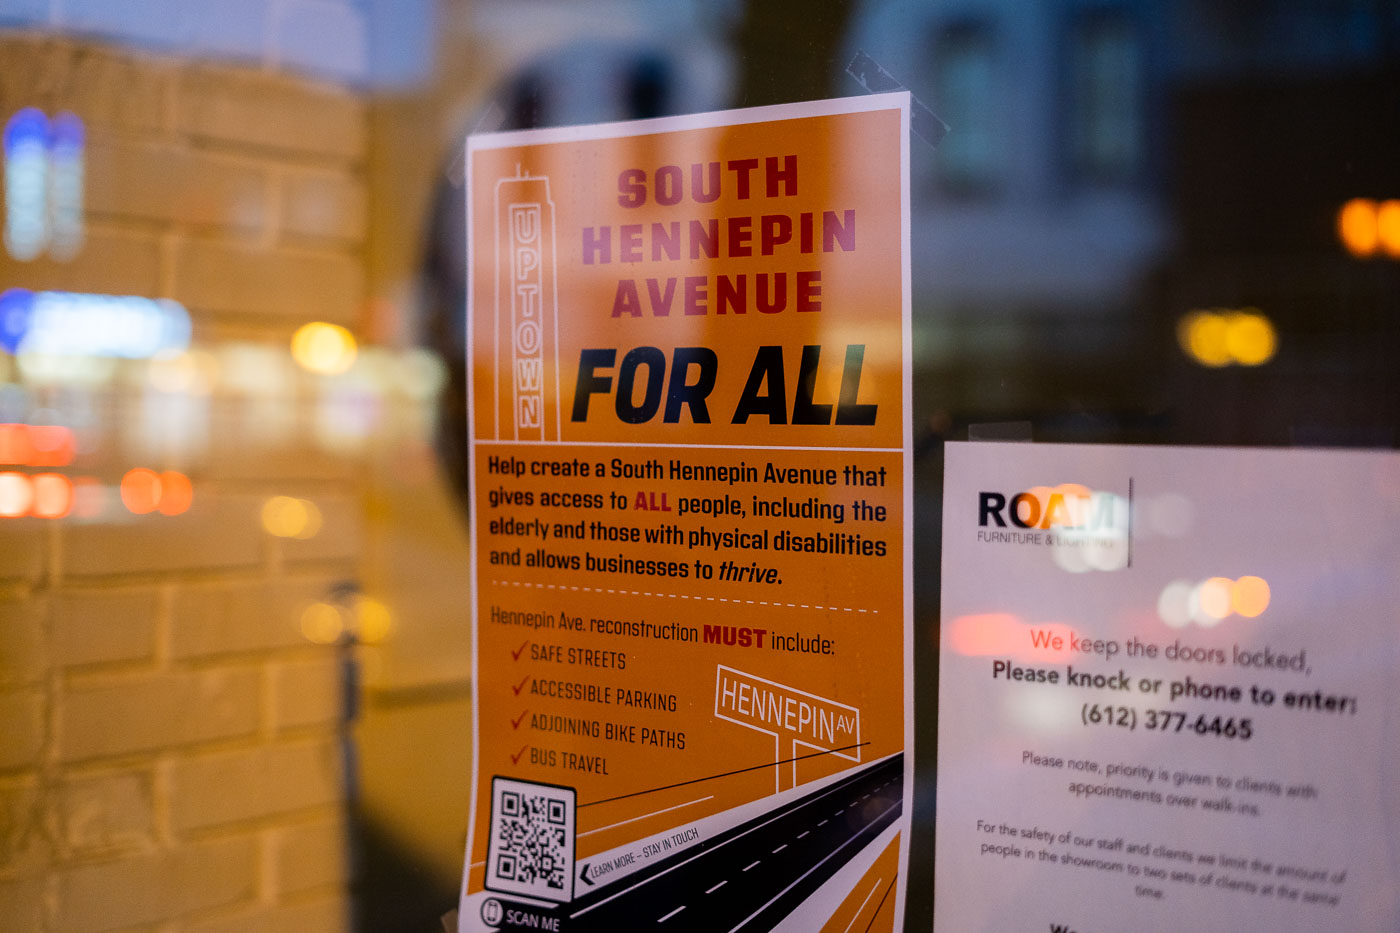 UPTOWN
SOUTH
HENNEPIN
AVENUE
FOR ALL
Help create a South Hennepin Avenue that
gives access to ALL people, including the
elderly and those with physical disabilities
and allows businesses to thrive.
Hennepin Ave. reconstruction MUST include:
✓ SAFE STREETS
✓ ACCESSIBLE PARKING
✓ ADJOINING BIKE PATHS
✓ BUS TRAVEL
HENNEPIN AV
LEARN MORE – STAY IN TOUCH
SCAN ME
ROAM
FURNITURE & LIGHTING
We keep the doors locked,
Please knock or phone to enter:
(612) 377-6465
Please note, priority is given to clients with
appointments over walk-ins.
For the safety of our staff and clients we limit the amount of
people in the showroom to two sets of clients at the same
time.